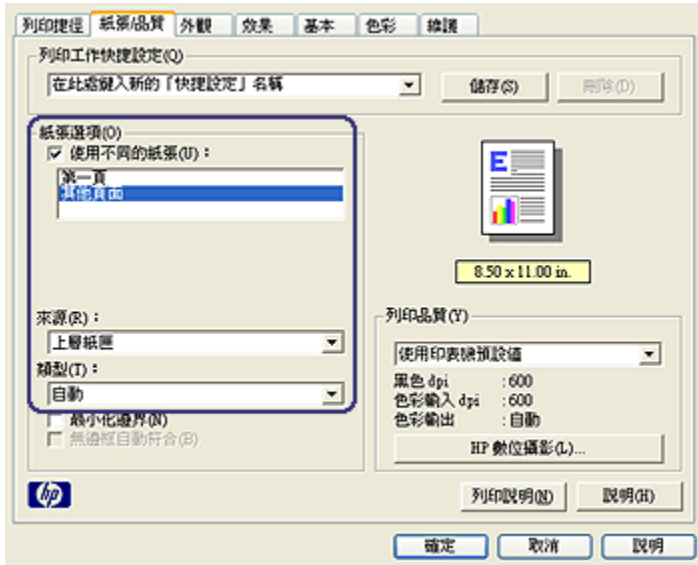 列印捷徑 紙張/品質 外觀 效果 基本 色彩 維護
列印工作快捷設定(Q)
在此處鍵入新的「快捷設定」名稱
儲存(S) 刪除(D)
紙張選項(O)
使用不同的紙張(U)：
第一頁
其他頁面
E
8.50 x 11.00 in.
來源(R)：
上層紙匣
類型(T)：
自動
最小化邊界(N)
無邊框自動符合(B)
列印品質(Y)
使用印表機預設值
黑色 dpi :600
色彩輸入 dpi :600
色彩輸出 :自動
HP 數位攝影(L)...
hp
列印說明(N) 說明(H)
確定 取消 說明